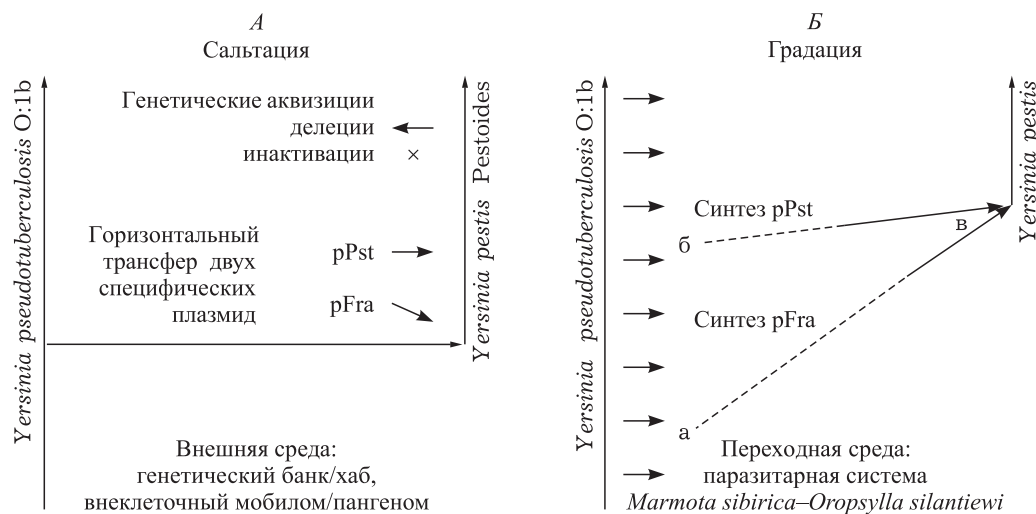 А
Сальтация
Yersinia pseudotuberculosis O:1b
Генетические аквизиции
делеции
инактивации ×
Горизонтальный
трансфер двух
специфических
плазмид
pPst
pFra
Yersinia pestis Pestoides
Внешняя среда:
генетический банк/хаб,
внеклеточный мобилом/пангеном
Б
Градация
Yersinia pseudotuberculosis O:1b
Синтез pPst
б
в
Синтез pFra
а
Yersinia pestis
Переходная среда:
паразитарная система
Marmota sibirica–Oropsylla silantiewi